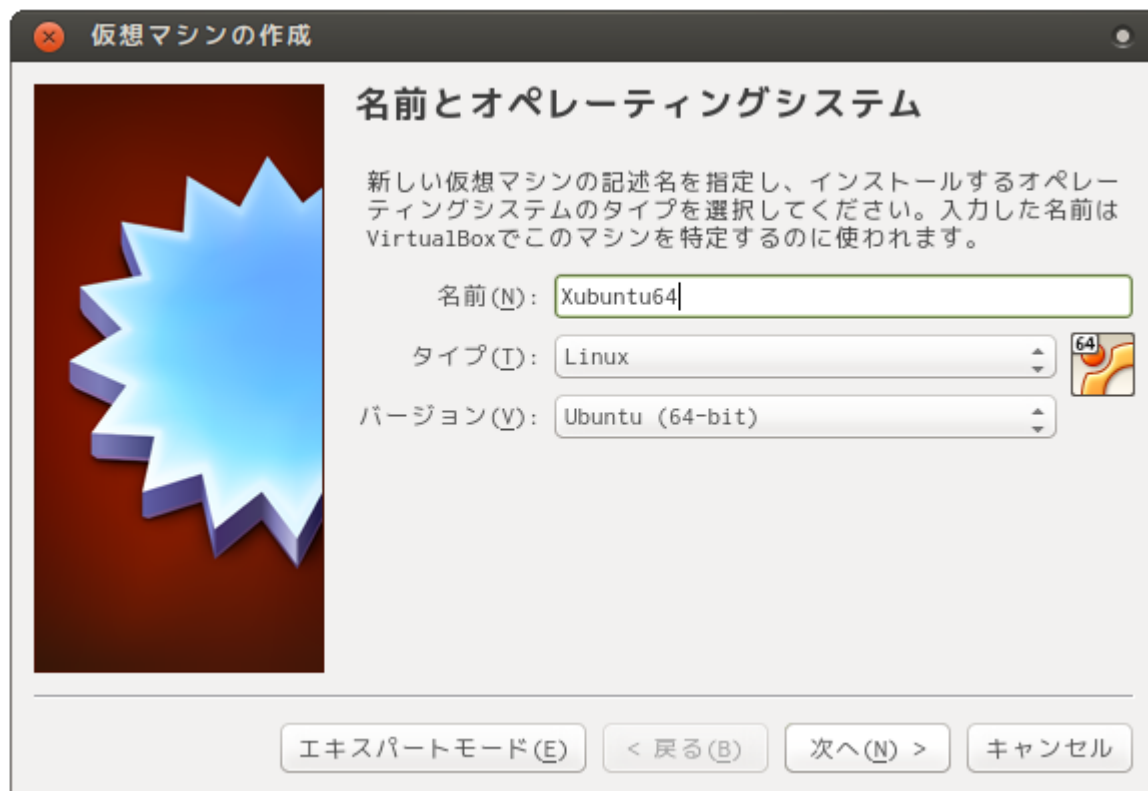 仮想マシンの作成
名前とオペレーティングシステム
新しい仮想マシンの記述名を指定し、インストールするオペレー
ティングシステムのタイプを選択してください。入力した名前は
VirtualBoxでこのマシンを特定するのに使われます。
名前(N): Xubuntu64
タイプ(T): Linux
64
バージョン(V): Ubuntu (64-bit)
エキスパートモード(E) < 戻る(B) 次へ(N) > キャンセル